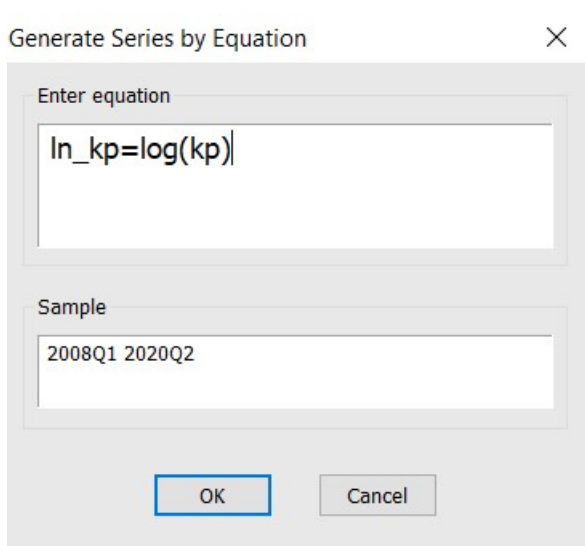 Generate Series by Equation
Enter equation
ln_kp=log(kp)
Sample
2008Q1 2020Q2
OK Cancel